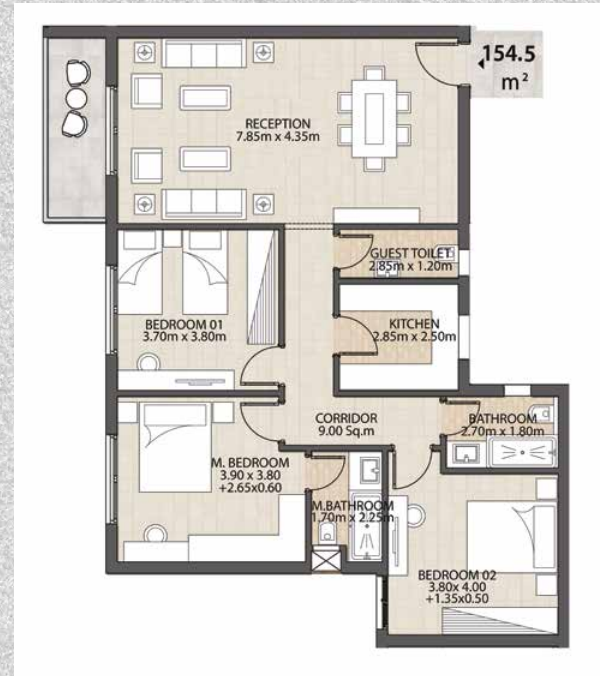 154.5
m²
RECEPTION
7.85m x 4.35m
GUEST TOILET
2.85m x 1.20m
BEDROOM 01
3.70m x 3.80m
KITCHEN
2.85m x 2.50m
CORRIDOR
9.00 Sq.m
BATHROOM
2.70m x 1.80m
M. BEDROOM
3.90 x 3.80
+2.65x0.60
M.BATHROOM
1.70m x 2.25m
BEDROOM 02
3.80x 4.00
+1.35x0.50